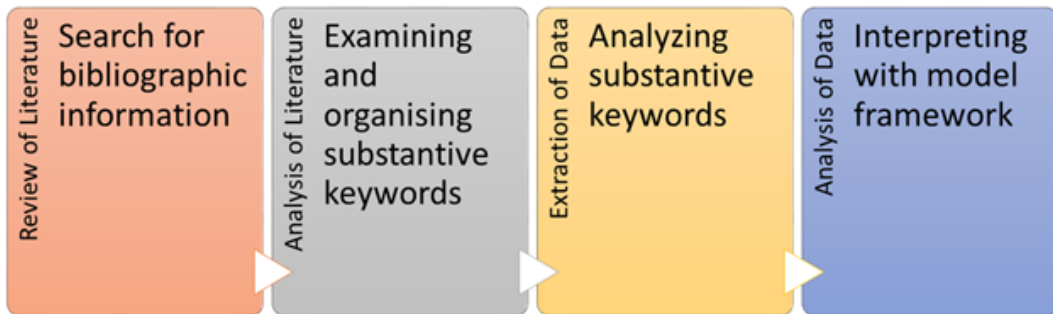 Review of Literature
Search for
bibliographic
information
Analysis of Literature
Examining
and
organising
substantive
keywords
Extraction of Data
Analyzing
substantive
keywords
Analysis of Data
Interpreting
with model
framework